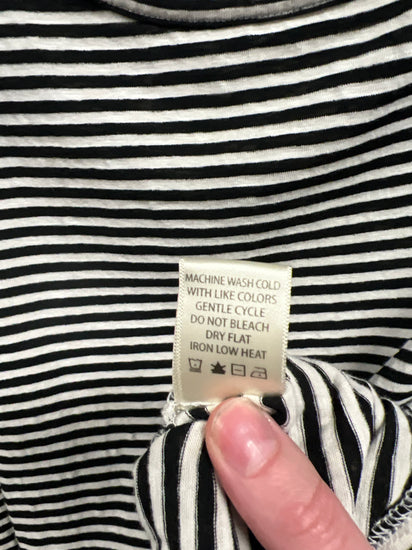 MACHINE WASH COLD
WITH LIKE COLORS
GENTLE CYCLE
DO NOT BLEACH
DRY FLAT
IRON LOW HEAT